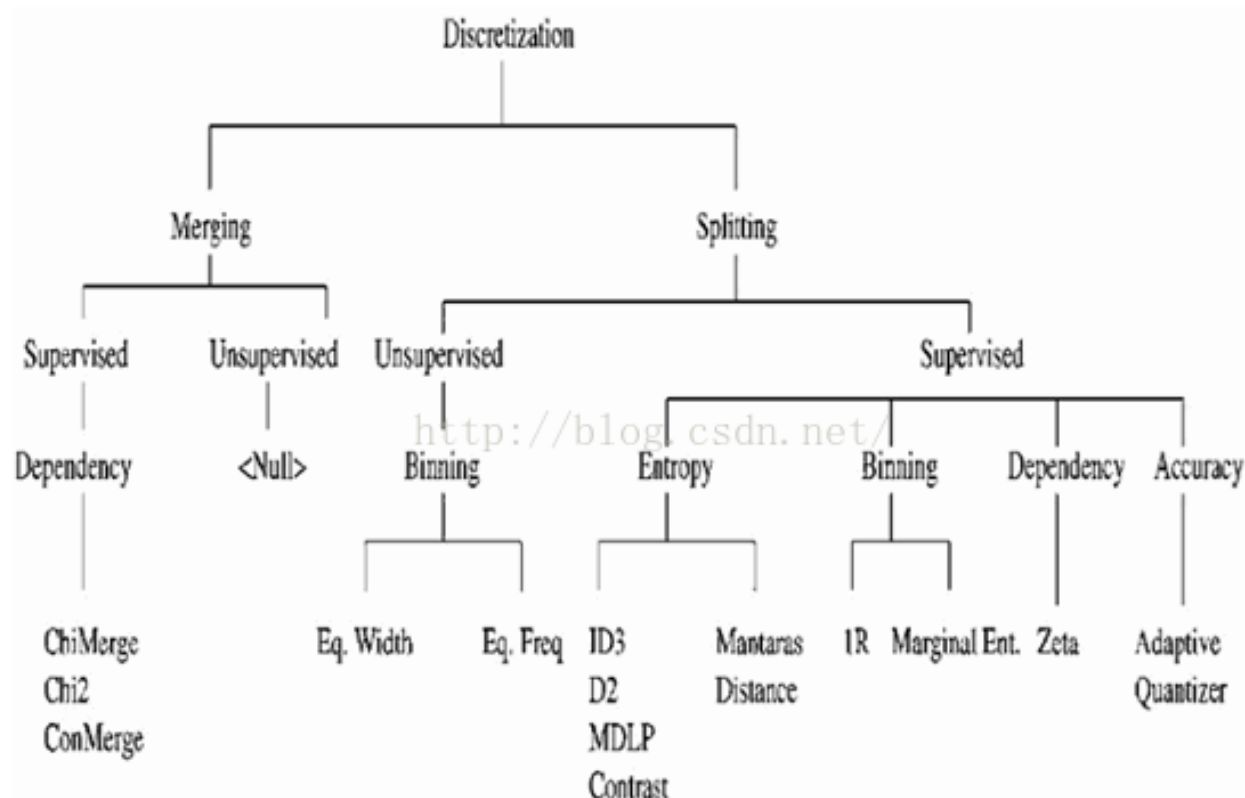 Discretization
Merging Splitting
Supervised Unsupervised Unsupervised Supervised
http://blog.csdn.net/
Dependency <Null> Binning Entropy Binning Dependency Accuracy
ChiMerge Eq. Width Eq. Freq ID3 Mantaras 1R Marginal Ent. Zeta Adaptive
Chi2 D2 Distance Quantizer
ConMerge MDLP
Contrast